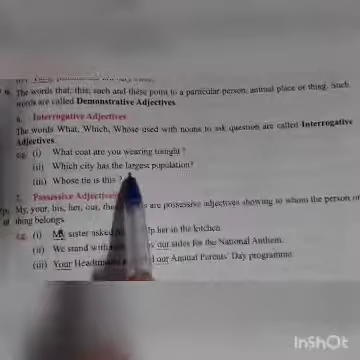 The words that, this, such and these point to a particular person, animal place or thing. Such
words are called Demonstrative Adjectives.
6. Interrogative Adjectives
The words What, Which, Whose used with nouns to ask question are called Interrogative
Adjectives.
eg. (i) What coat are you wearing tonight ?
(ii) Which city has the largest population?
(iii) Whose tie is this ?
7. Possessive Adjectives
My, your, his, her, our, are possessive adjectives showing to whom the person or
thing belongs.
eg. (i) My sister asked her in the kitchen.
(ii) We stand with our sides for the National Anthem.
(iii) Your our Annual Parents' Day programme.
InShOt